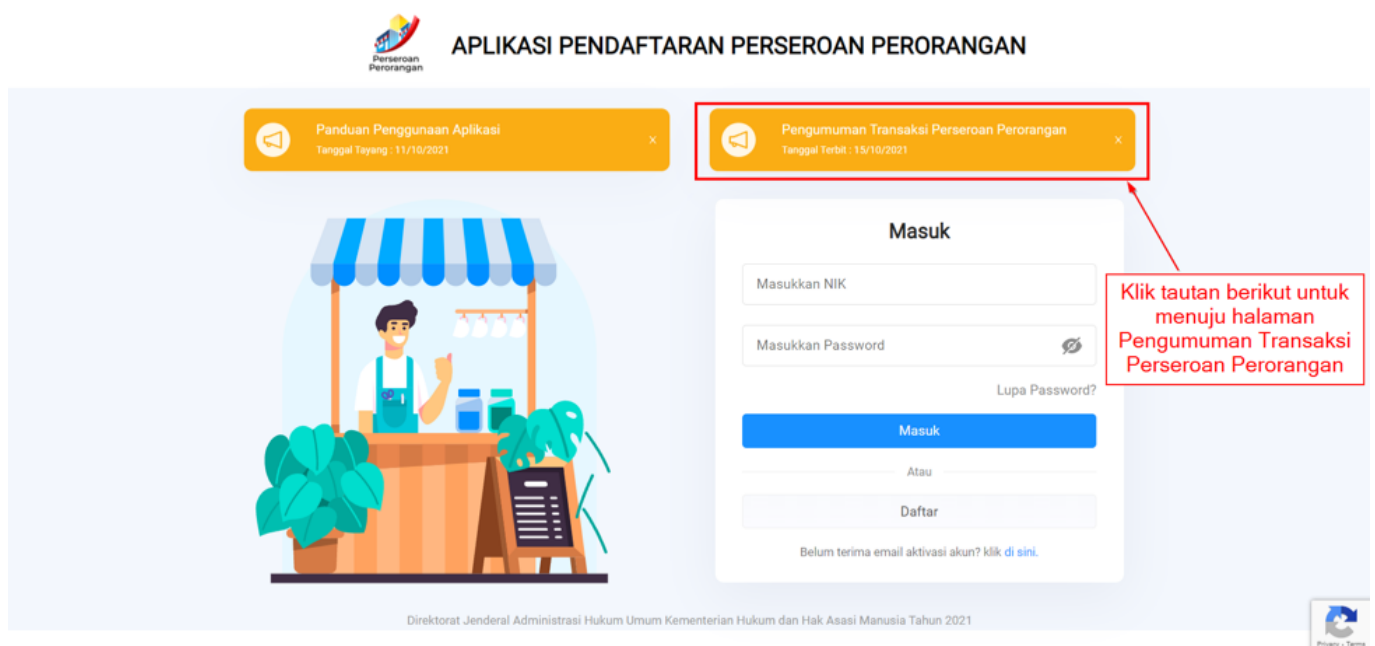 Perseroan
Perorangan
APLIKASI PENDAFTARAN PERSEROAN PERORANGAN
Panduan Penggunaan Aplikasi
Tanggal Tayang : 11/10/2021
×
Pengumuman Transaksi Perseroan Perorangan
Tanggal Terbit : 15/10/2021
×
Masuk
Masukkan NIK
Masukkan Password
Lupa Password?
Masuk
Atau
Daftar
Belum terima email aktivasi akun? klik di sini.
Klik tautan berikut untuk
menuju halaman
Pengumuman Transaksi
Perseroan Perorangan
Direktorat Jenderal Administrasi Hukum Umum Kementerian Hukum dan Hak Asasi Manusia Tahun 2021
Privacy - Terms